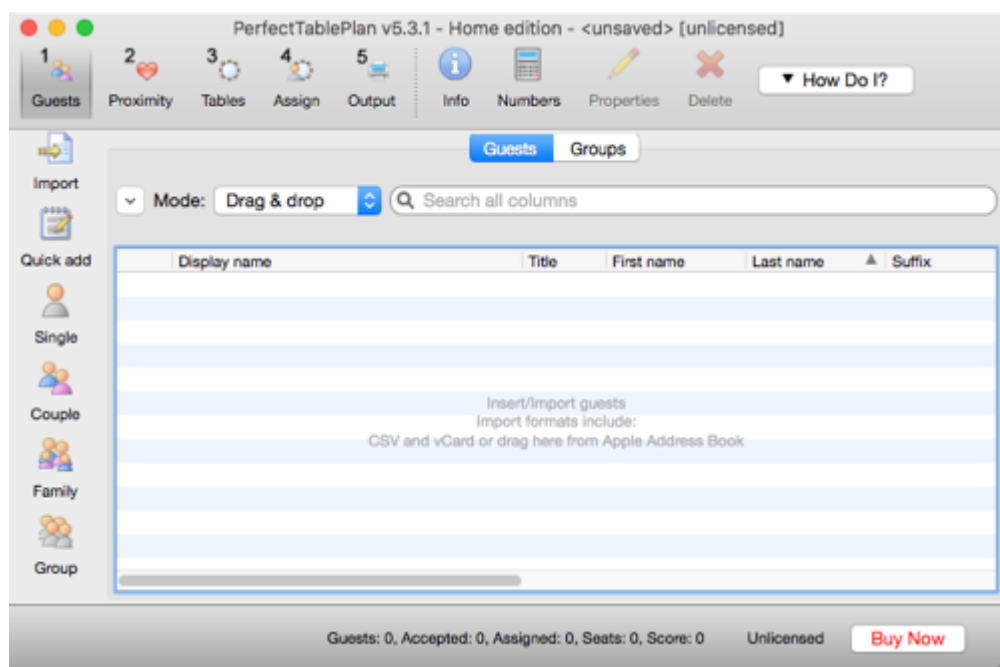 PerfectTablePlan v5.3.1 - Home edition - <unsaved> [unlicensed]
1 2 3 4 5
Guests Proximity Tables Assign Output Info Numbers Properties Delete ▼ How Do I?
Import
Quick add
Single
Couple
Family
Group
Guests Groups
Mode: Drag & drop Search all columns
Display name Title First name Last name Suffix
Insert/Import guests
Import formats include:
CSV and vCard or drag here from Apple Address Book
Guests: 0, Accepted: 0, Assigned: 0, Seats: 0, Score: 0 Unlicensed Buy Now